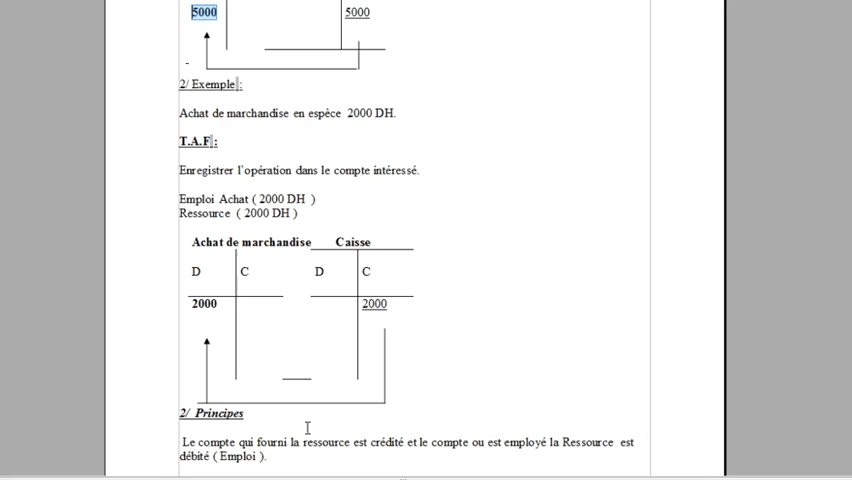 5000 5000
-
2/ Exemple :
Achat de marchandise en espèce 2000 DH.
T.A.F :
Enregistrer l'opération dans le compte intéressé.
Emploi Achat ( 2000 DH )
Ressource ( 2000 DH )
Achat de marchandise Caisse
D C D C
2000 2000
2/ Principes
Le compte qui fourni la ressource est crédité et le compte ou est employé la Ressource est
débité ( Emploi ).